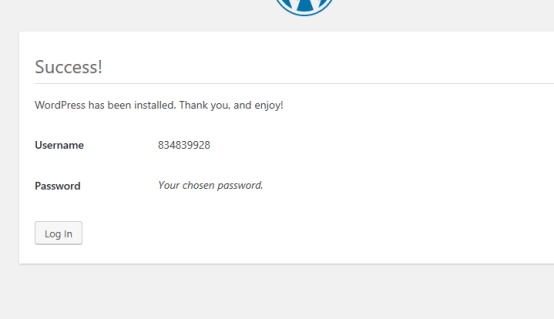 Success!
WordPress has been installed. Thank you, and enjoy!
Username 834839928
Password Your chosen password.
Log In